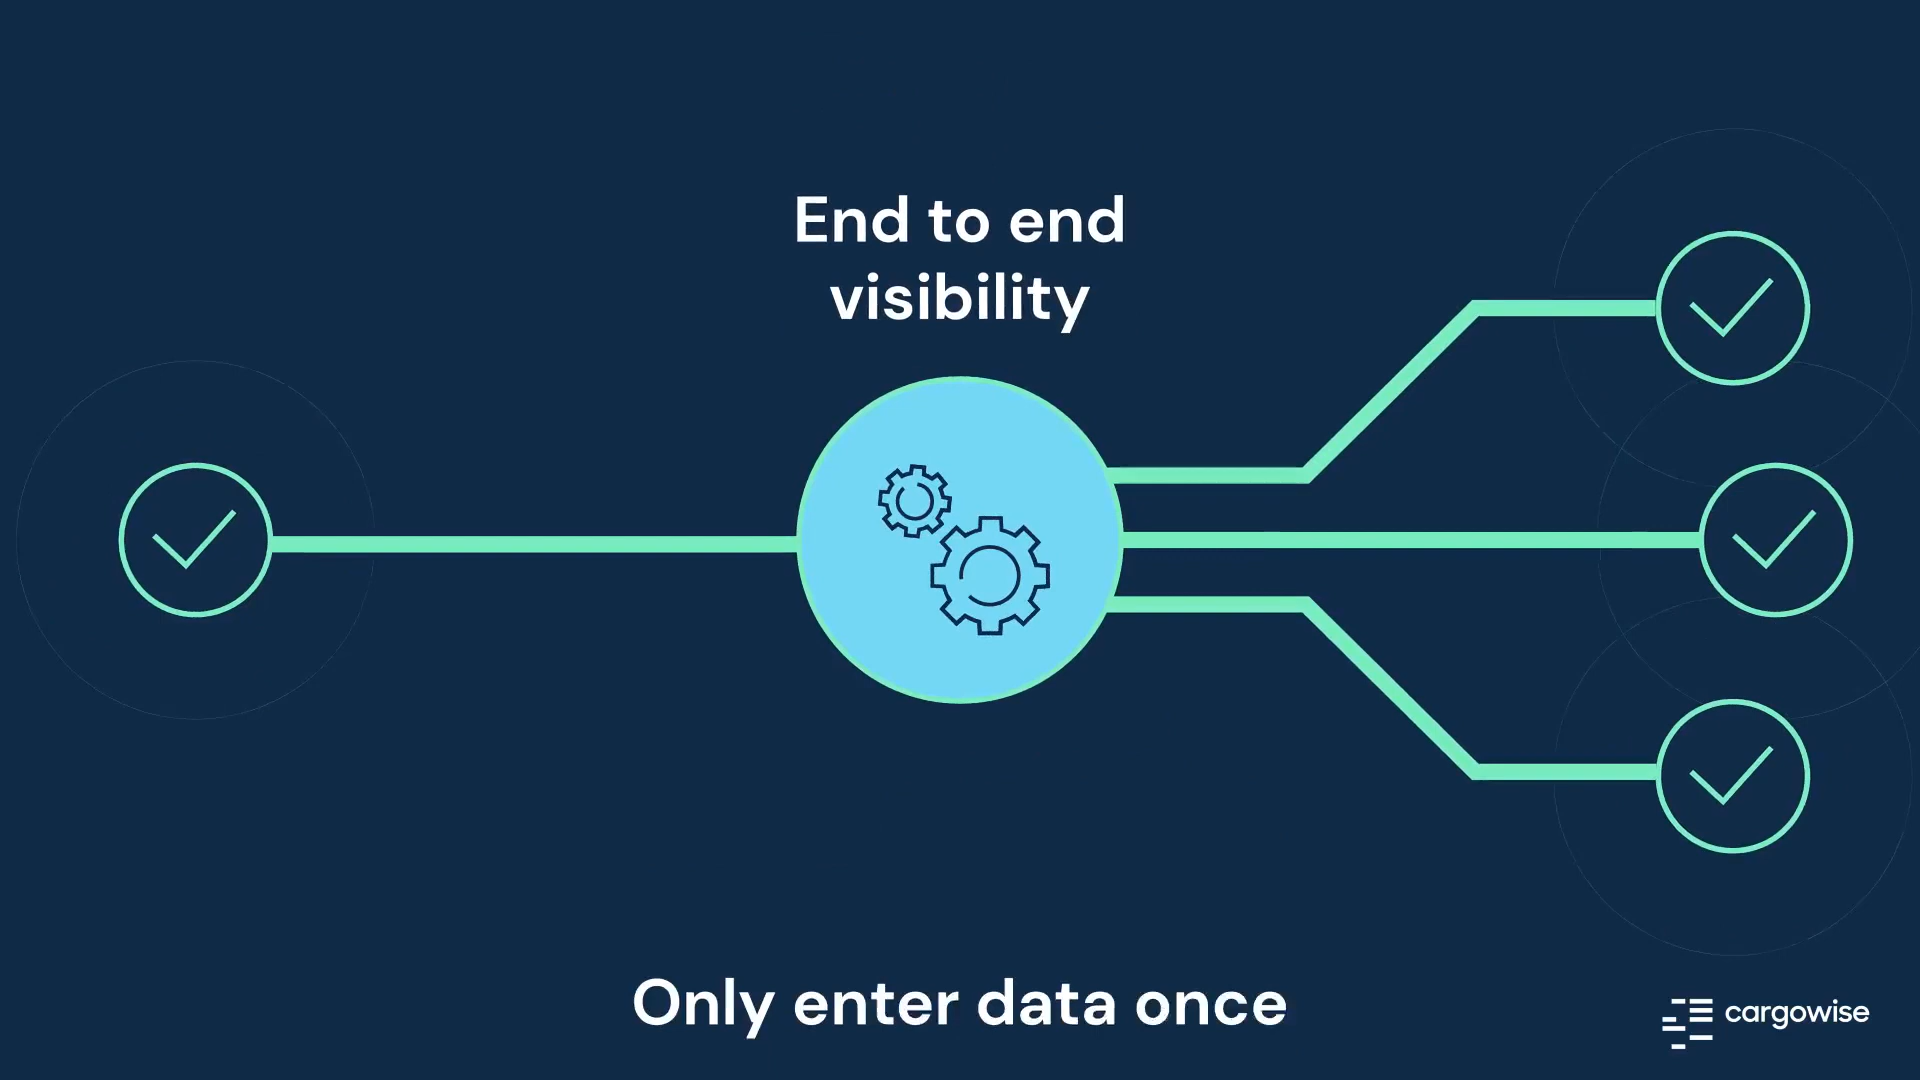 End to end
visibility
Only enter data once
cargowise